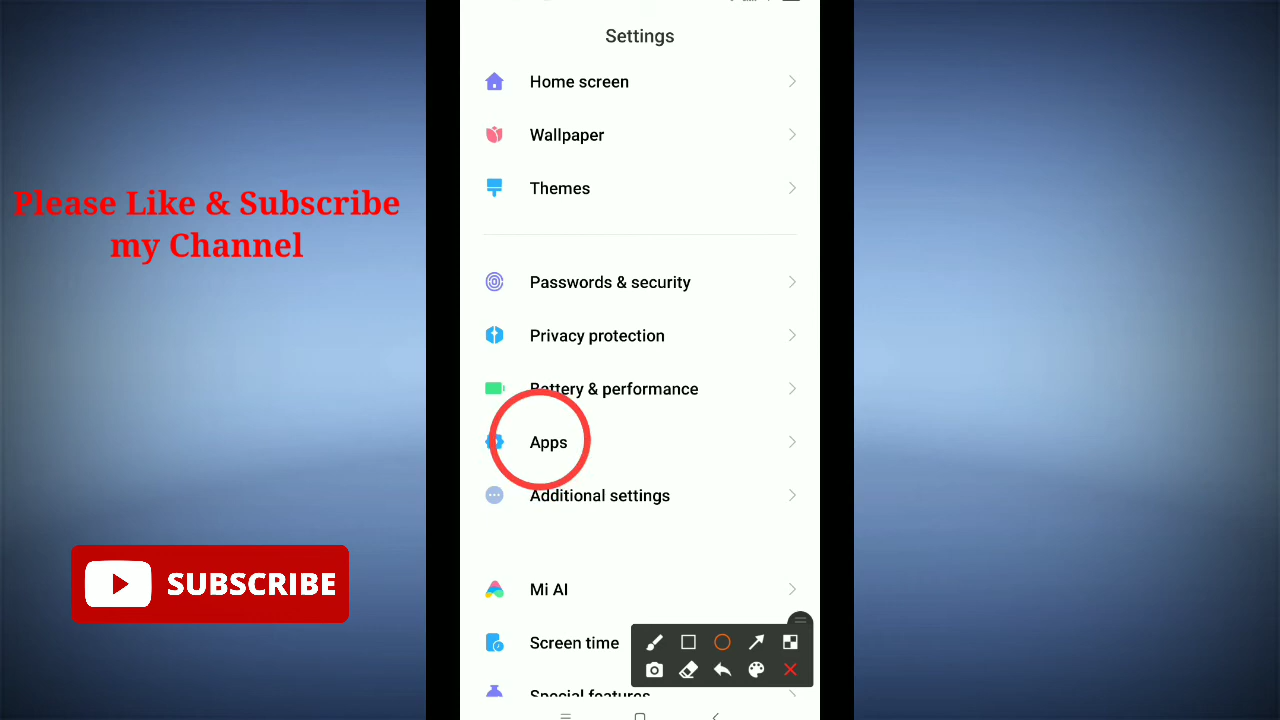 Settings
Home screen
Wallpaper
Themes
Passwords & security
Privacy protection
Battery & performance
Apps
Additional settings
Mi AI
Screen time
Special features
Please Like & Subscribe
my Channel
SUBSCRIBE